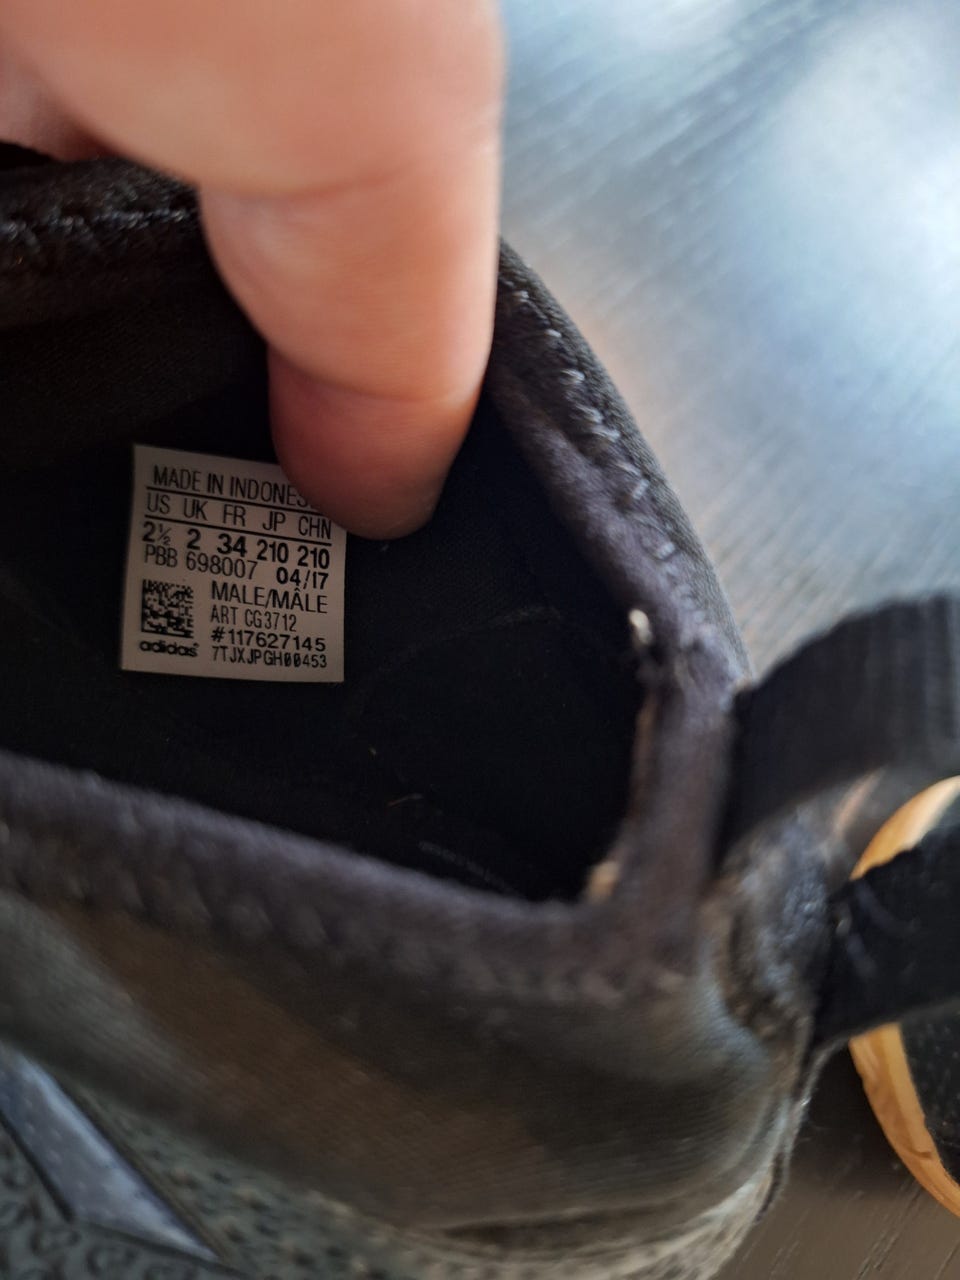 MADE IN INDONES
US UK FR JP CHN
2½ 2 34 210 210
PBB 698007 04/17
MALE/MÂLE
ART CG3712
#117627145
adidas 7TJXJPGH00453